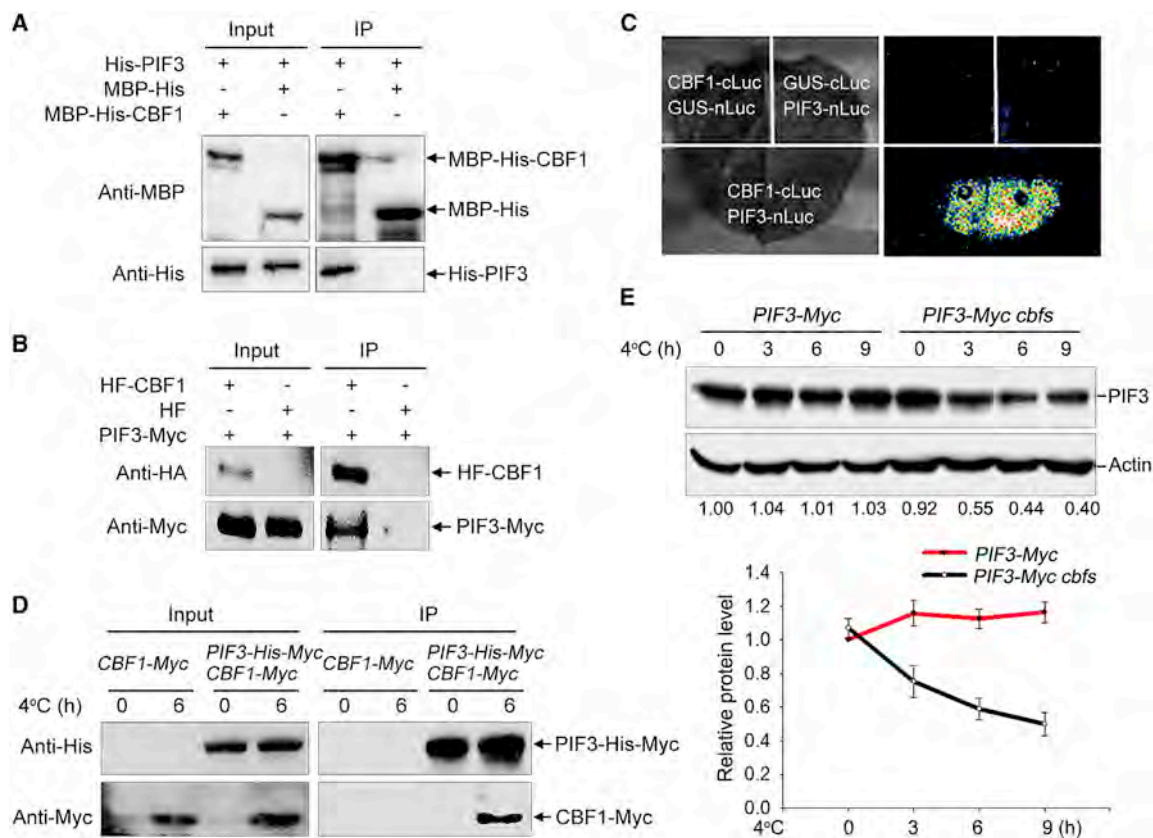 A
Input IP
His-PIF3 + + + +
MBP-His - + - +
MBP-His-CBF1 + - + -
Anti-MBP
MBP-His-CBF1
MBP-His
Anti-His
His-PIF3
B
Input IP
HF-CBF1 + - + -
HF - + - +
PIF3-Myc + + + +
Anti-HA
HF-CBF1
Anti-Myc
PIF3-Myc
C
CBF1-cLuc
GUS-nLuc
GUS-cLuc
PIF3-nLuc
CBF1-cLuc
PIF3-nLuc
D
Input IP
CBF1-Myc PIF3-His-Myc CBF1-Myc PIF3-His-Myc
CBF1-Myc CBF1-Myc
4°C (h) 0 6 0 6 0 6 0 6
Anti-His
PIF3-His-Myc
Anti-Myc
CBF1-Myc
E
PIF3-Myc PIF3-Myc cbfs
4°C (h) 0 3 6 9 0 3 6 9
PIF3
Actin
1.00 1.04 1.01 1.03 0.92 0.55 0.44 0.40
PIF3-Myc
PIF3-Myc cbfs
Relative protein level
1.4
1.2
1.0
0.8
0.6
0.4
0.2
0.0
4°C 0 3 6 9 (h)